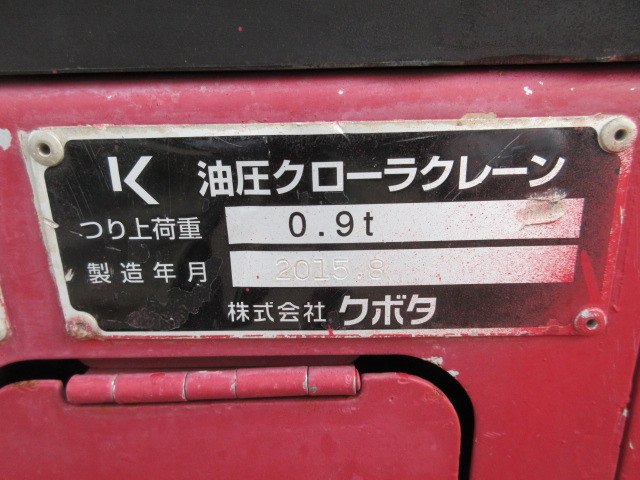 K 油圧クローラクレーン
つり上荷重 0.9t
製造年月 2015.8
株式会社 クボタ